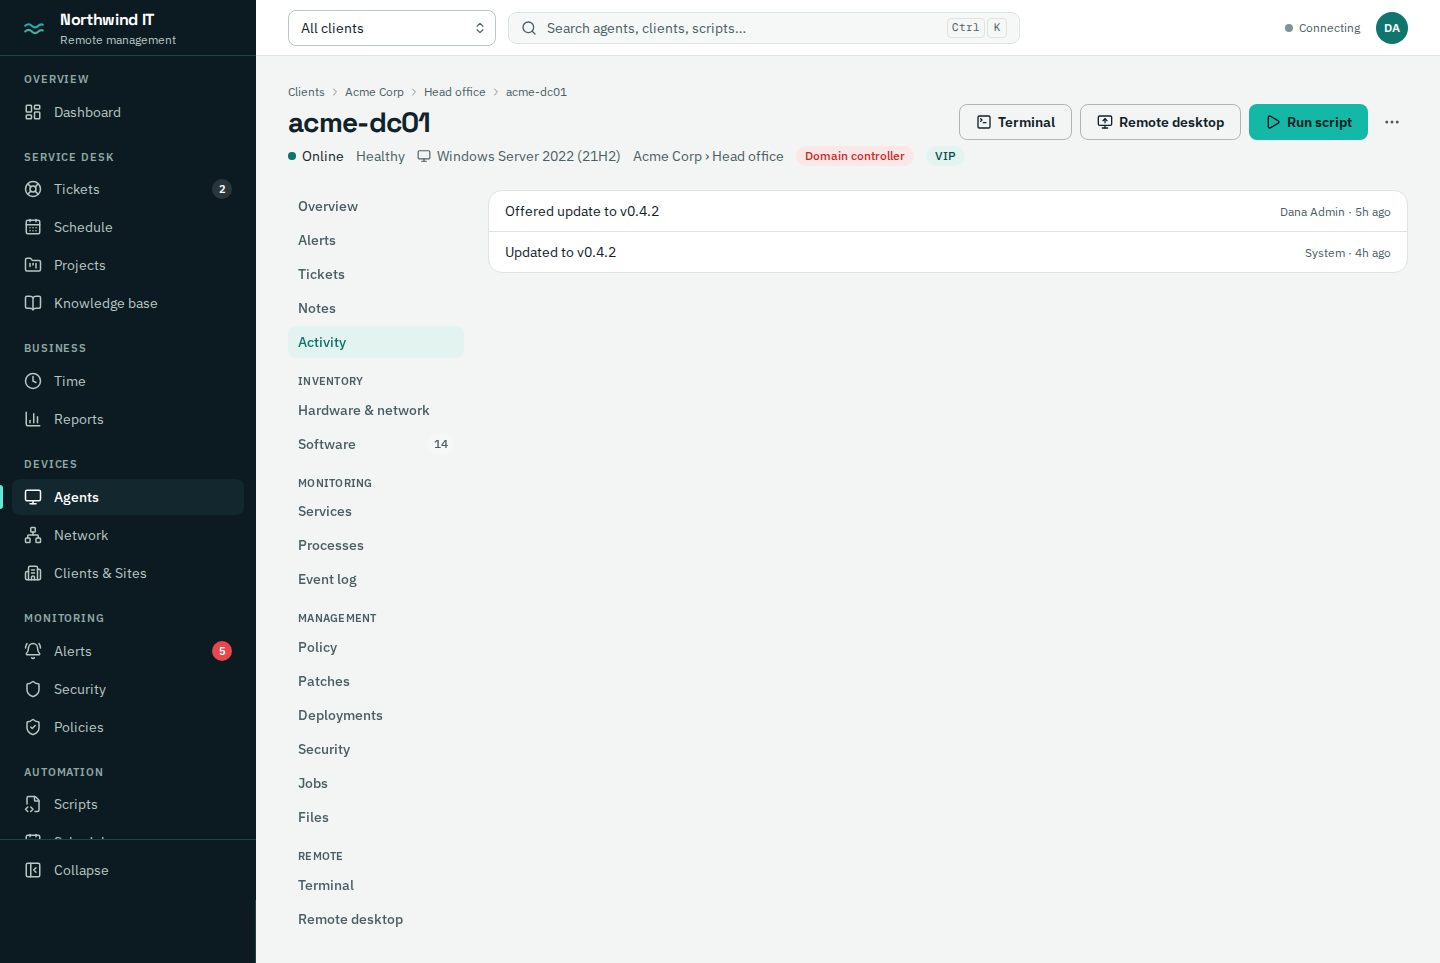 Northwind IT
Remote management
OVERVIEW
Dashboard
SERVICE DESK
Tickets 2
Schedule
Projects
Knowledge base
BUSINESS
Time
Reports
DEVICES
Agents
Network
Clients & Sites
MONITORING
Alerts 5
Security
Policies
AUTOMATION
Scripts
Collapse
All clients
Search agents, clients, scripts... Ctrl K
Connecting
DA
Clients > Acme Corp > Head office > acme-dc01
acme-dc01
Terminal
Remote desktop
Run script
Online Healthy Windows Server 2022 (21H2) Acme Corp › Head office Domain controller VIP
Overview
Alerts
Tickets
Notes
Activity
INVENTORY
Hardware & network
Software 14
MONITORING
Services
Processes
Event log
MANAGEMENT
Policy
Patches
Deployments
Security
Jobs
Files
REMOTE
Terminal
Remote desktop
Offered update to v0.4.2 Dana Admin · 5h ago
Updated to v0.4.2 System · 4h ago